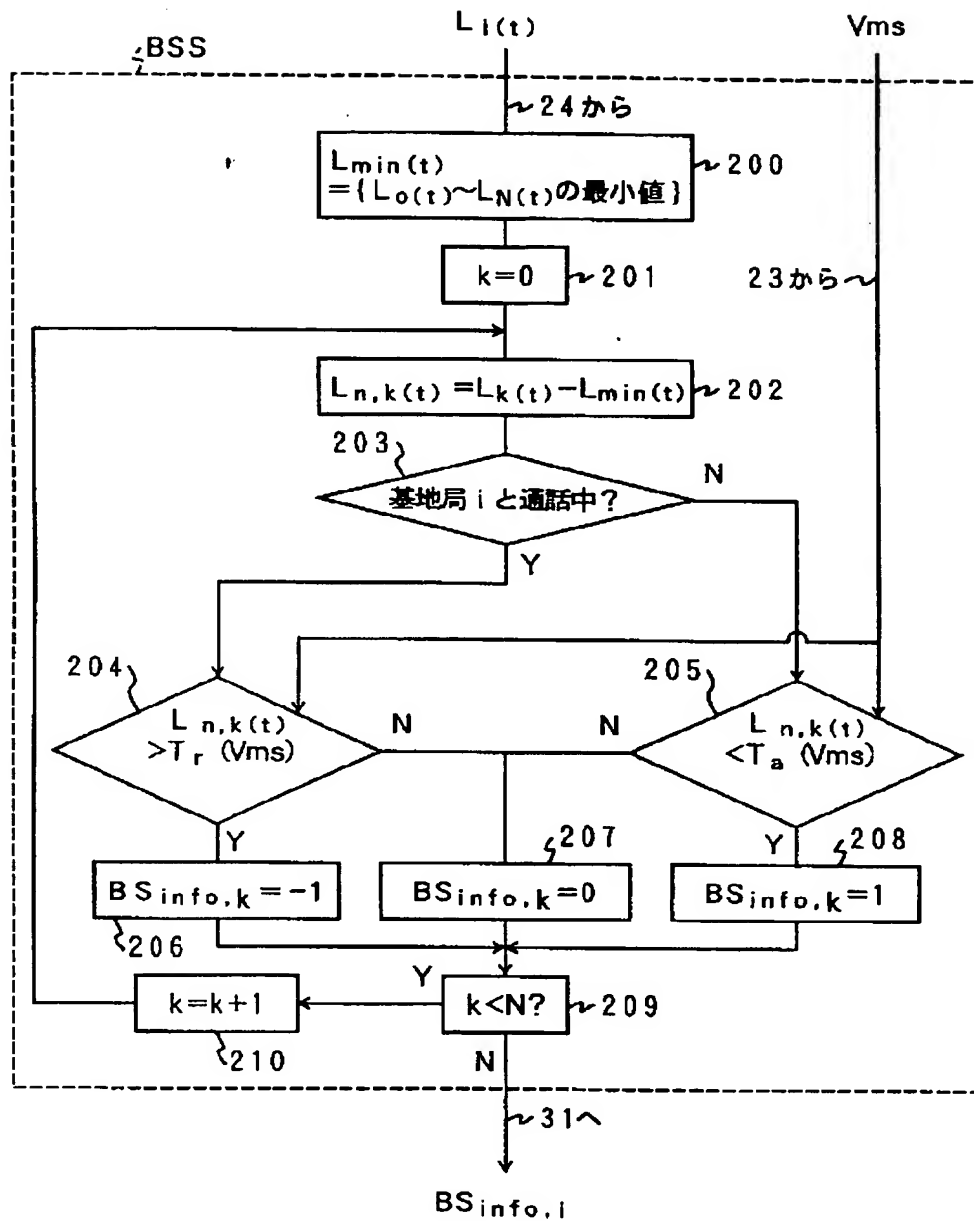 L i(t)
Vms
BSS
24から
L min(t)
={L o(t)~L N(t)の最小値}
200
k=0
201
23から
L n,k(t) =L k(t)-L min(t)
202
203
基地局iと通話中?
N
Y
204
L n,k(t)
>T r (Vms)
N
N
205
L n,k(t)
<T a (Vms)
Y
207
Y
208
BS info,k =-1
BS info,k =0
BS info,k =1
206
Y
k=k+1
k<N?
209
210
N
31へ
BS info,i